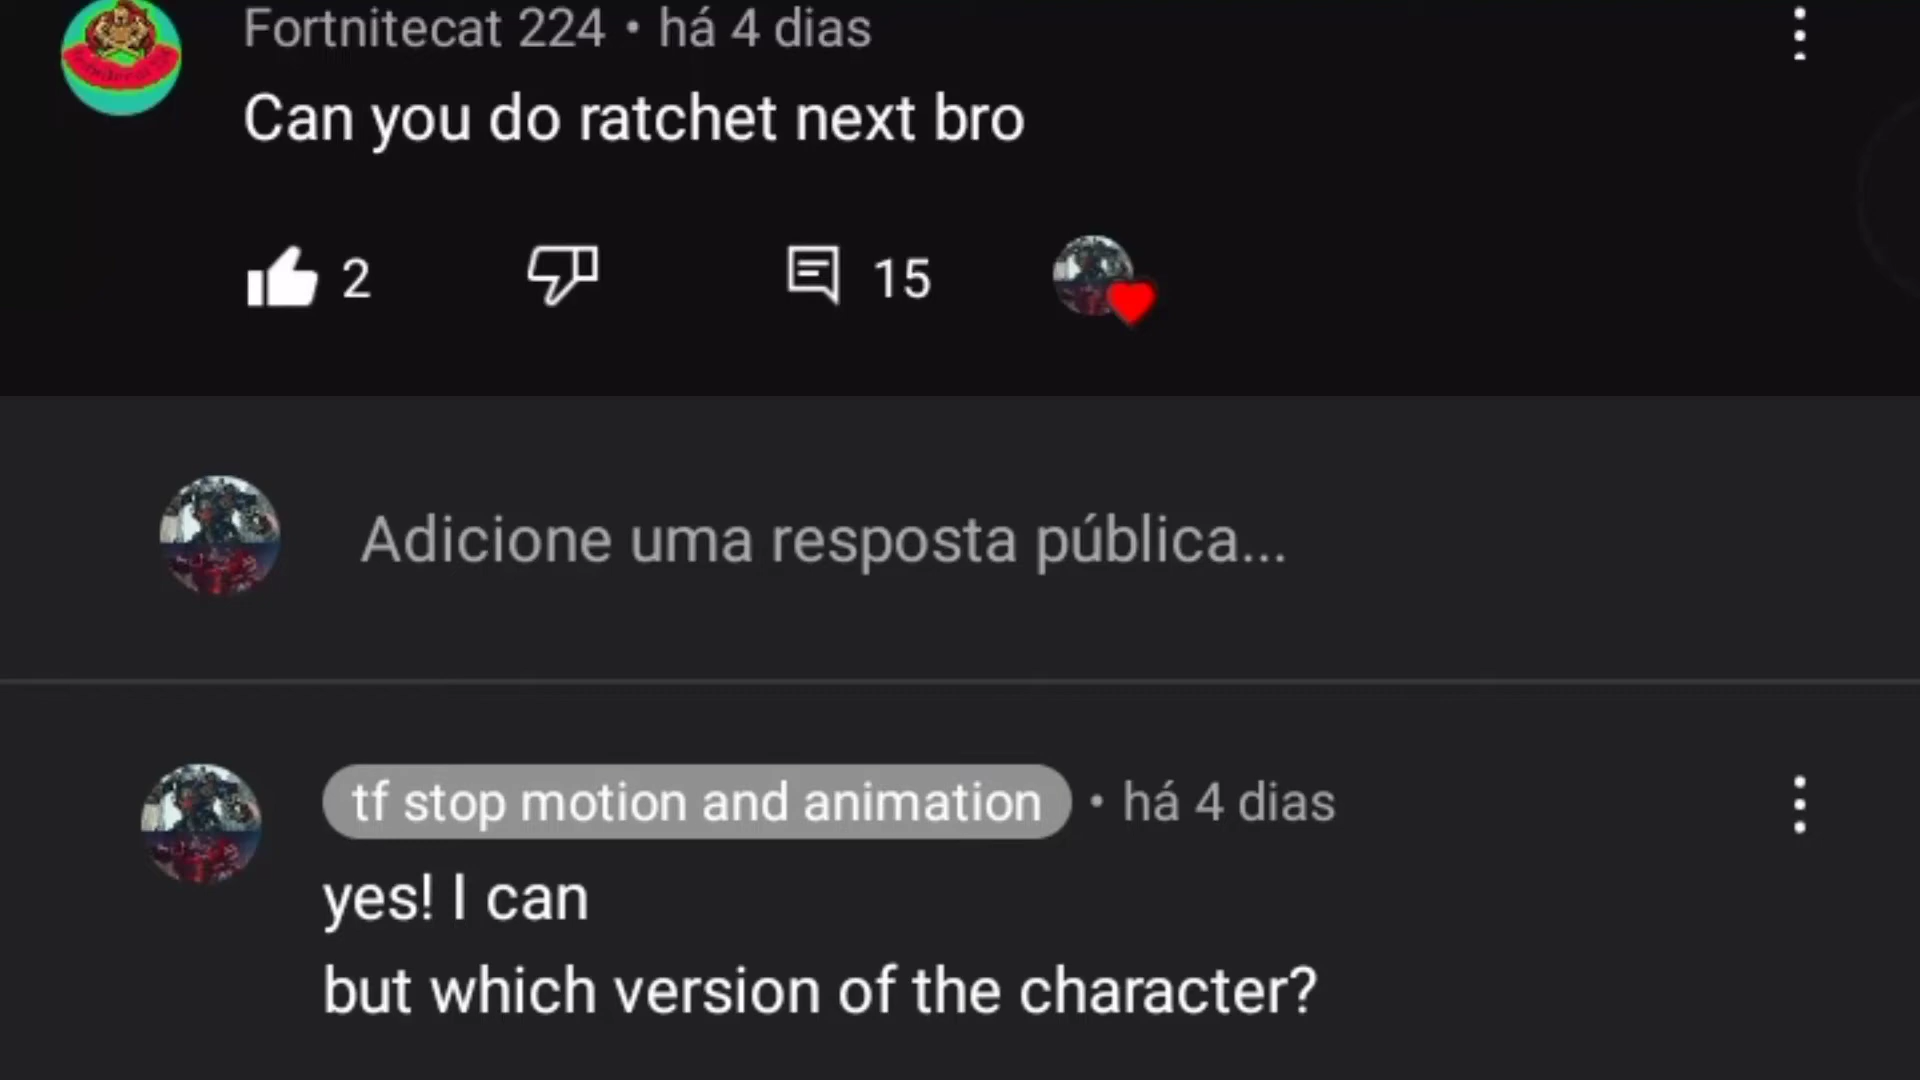 Fortnitecat 224 • há 4 dias
Can you do ratchet next bro
2
15
Adicione uma resposta pública...
tf stop motion and animation • há 4 dias
yes! I can
but which version of the character?